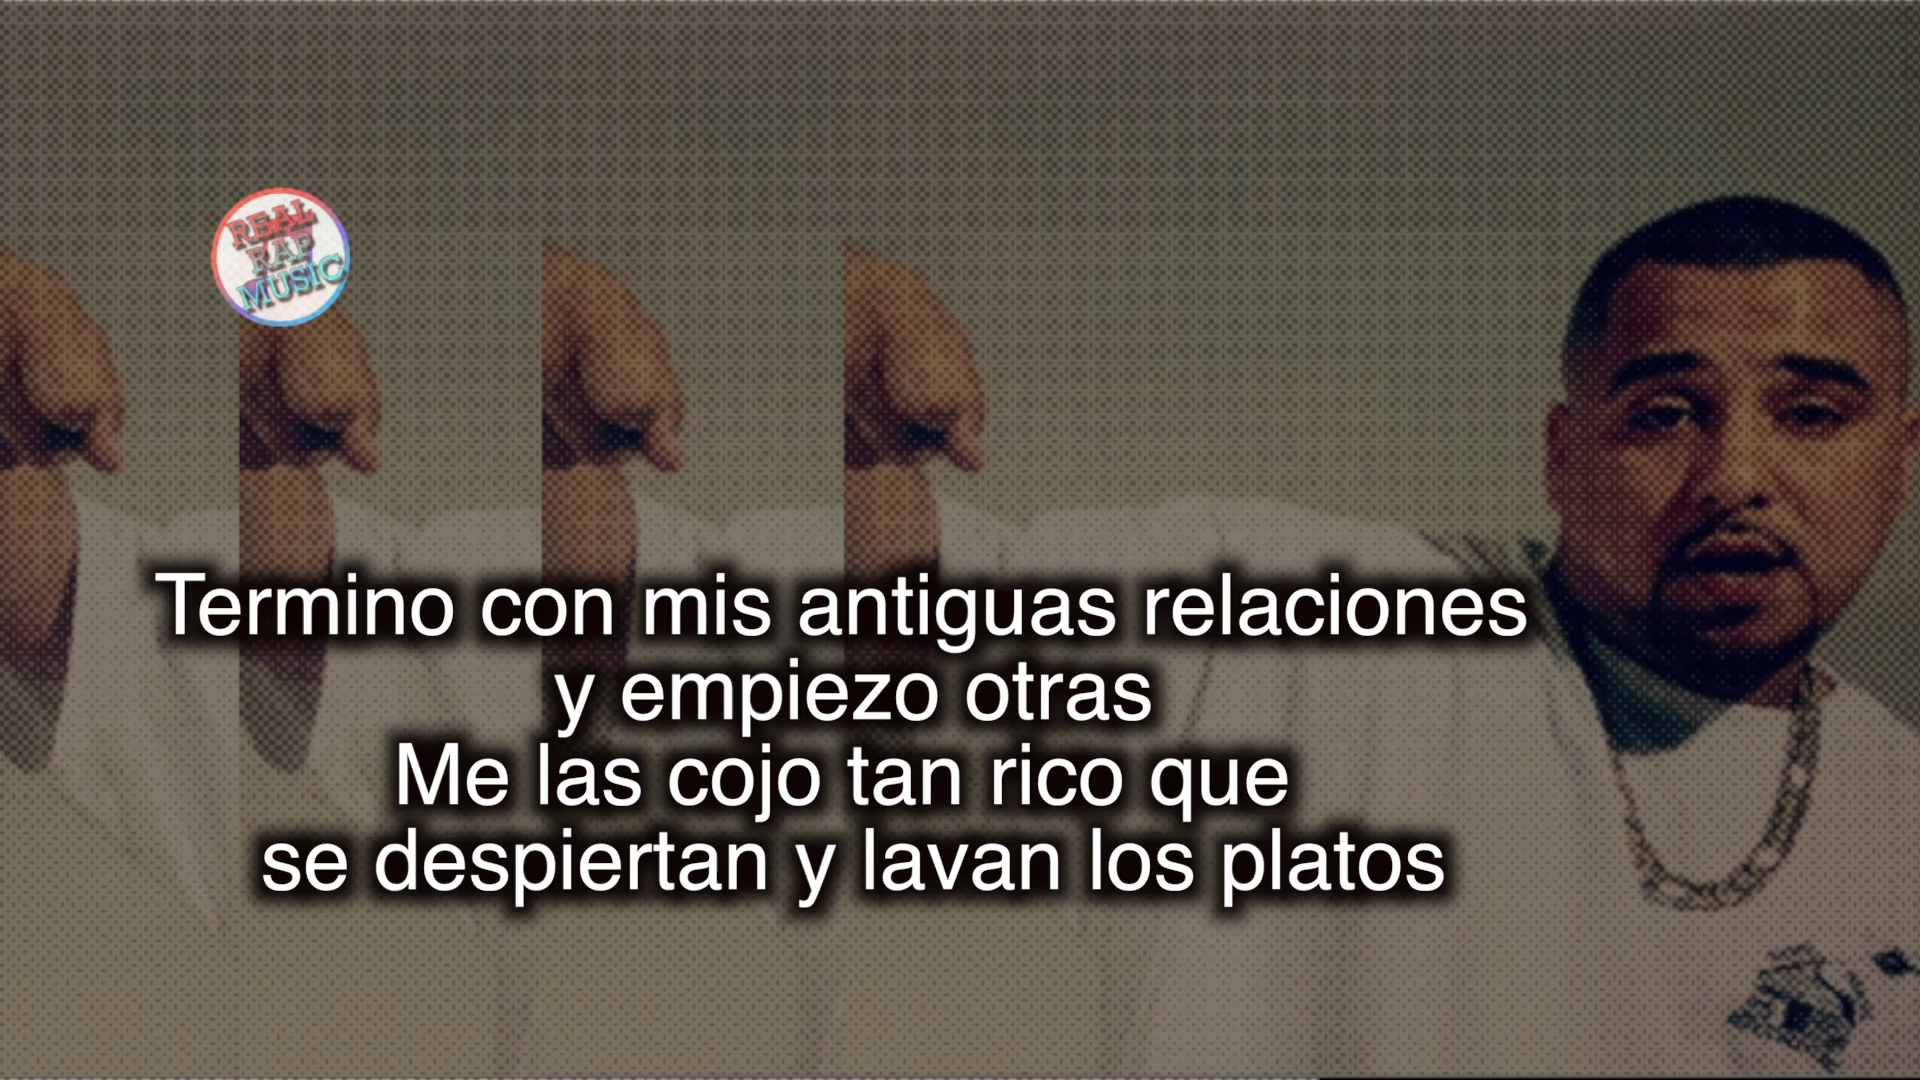 REAL
RAP
MUSIC
Termino con mis antiguas relaciones
y empiezo otras
Me las cojo tan rico que
se despiertan y lavan los platos